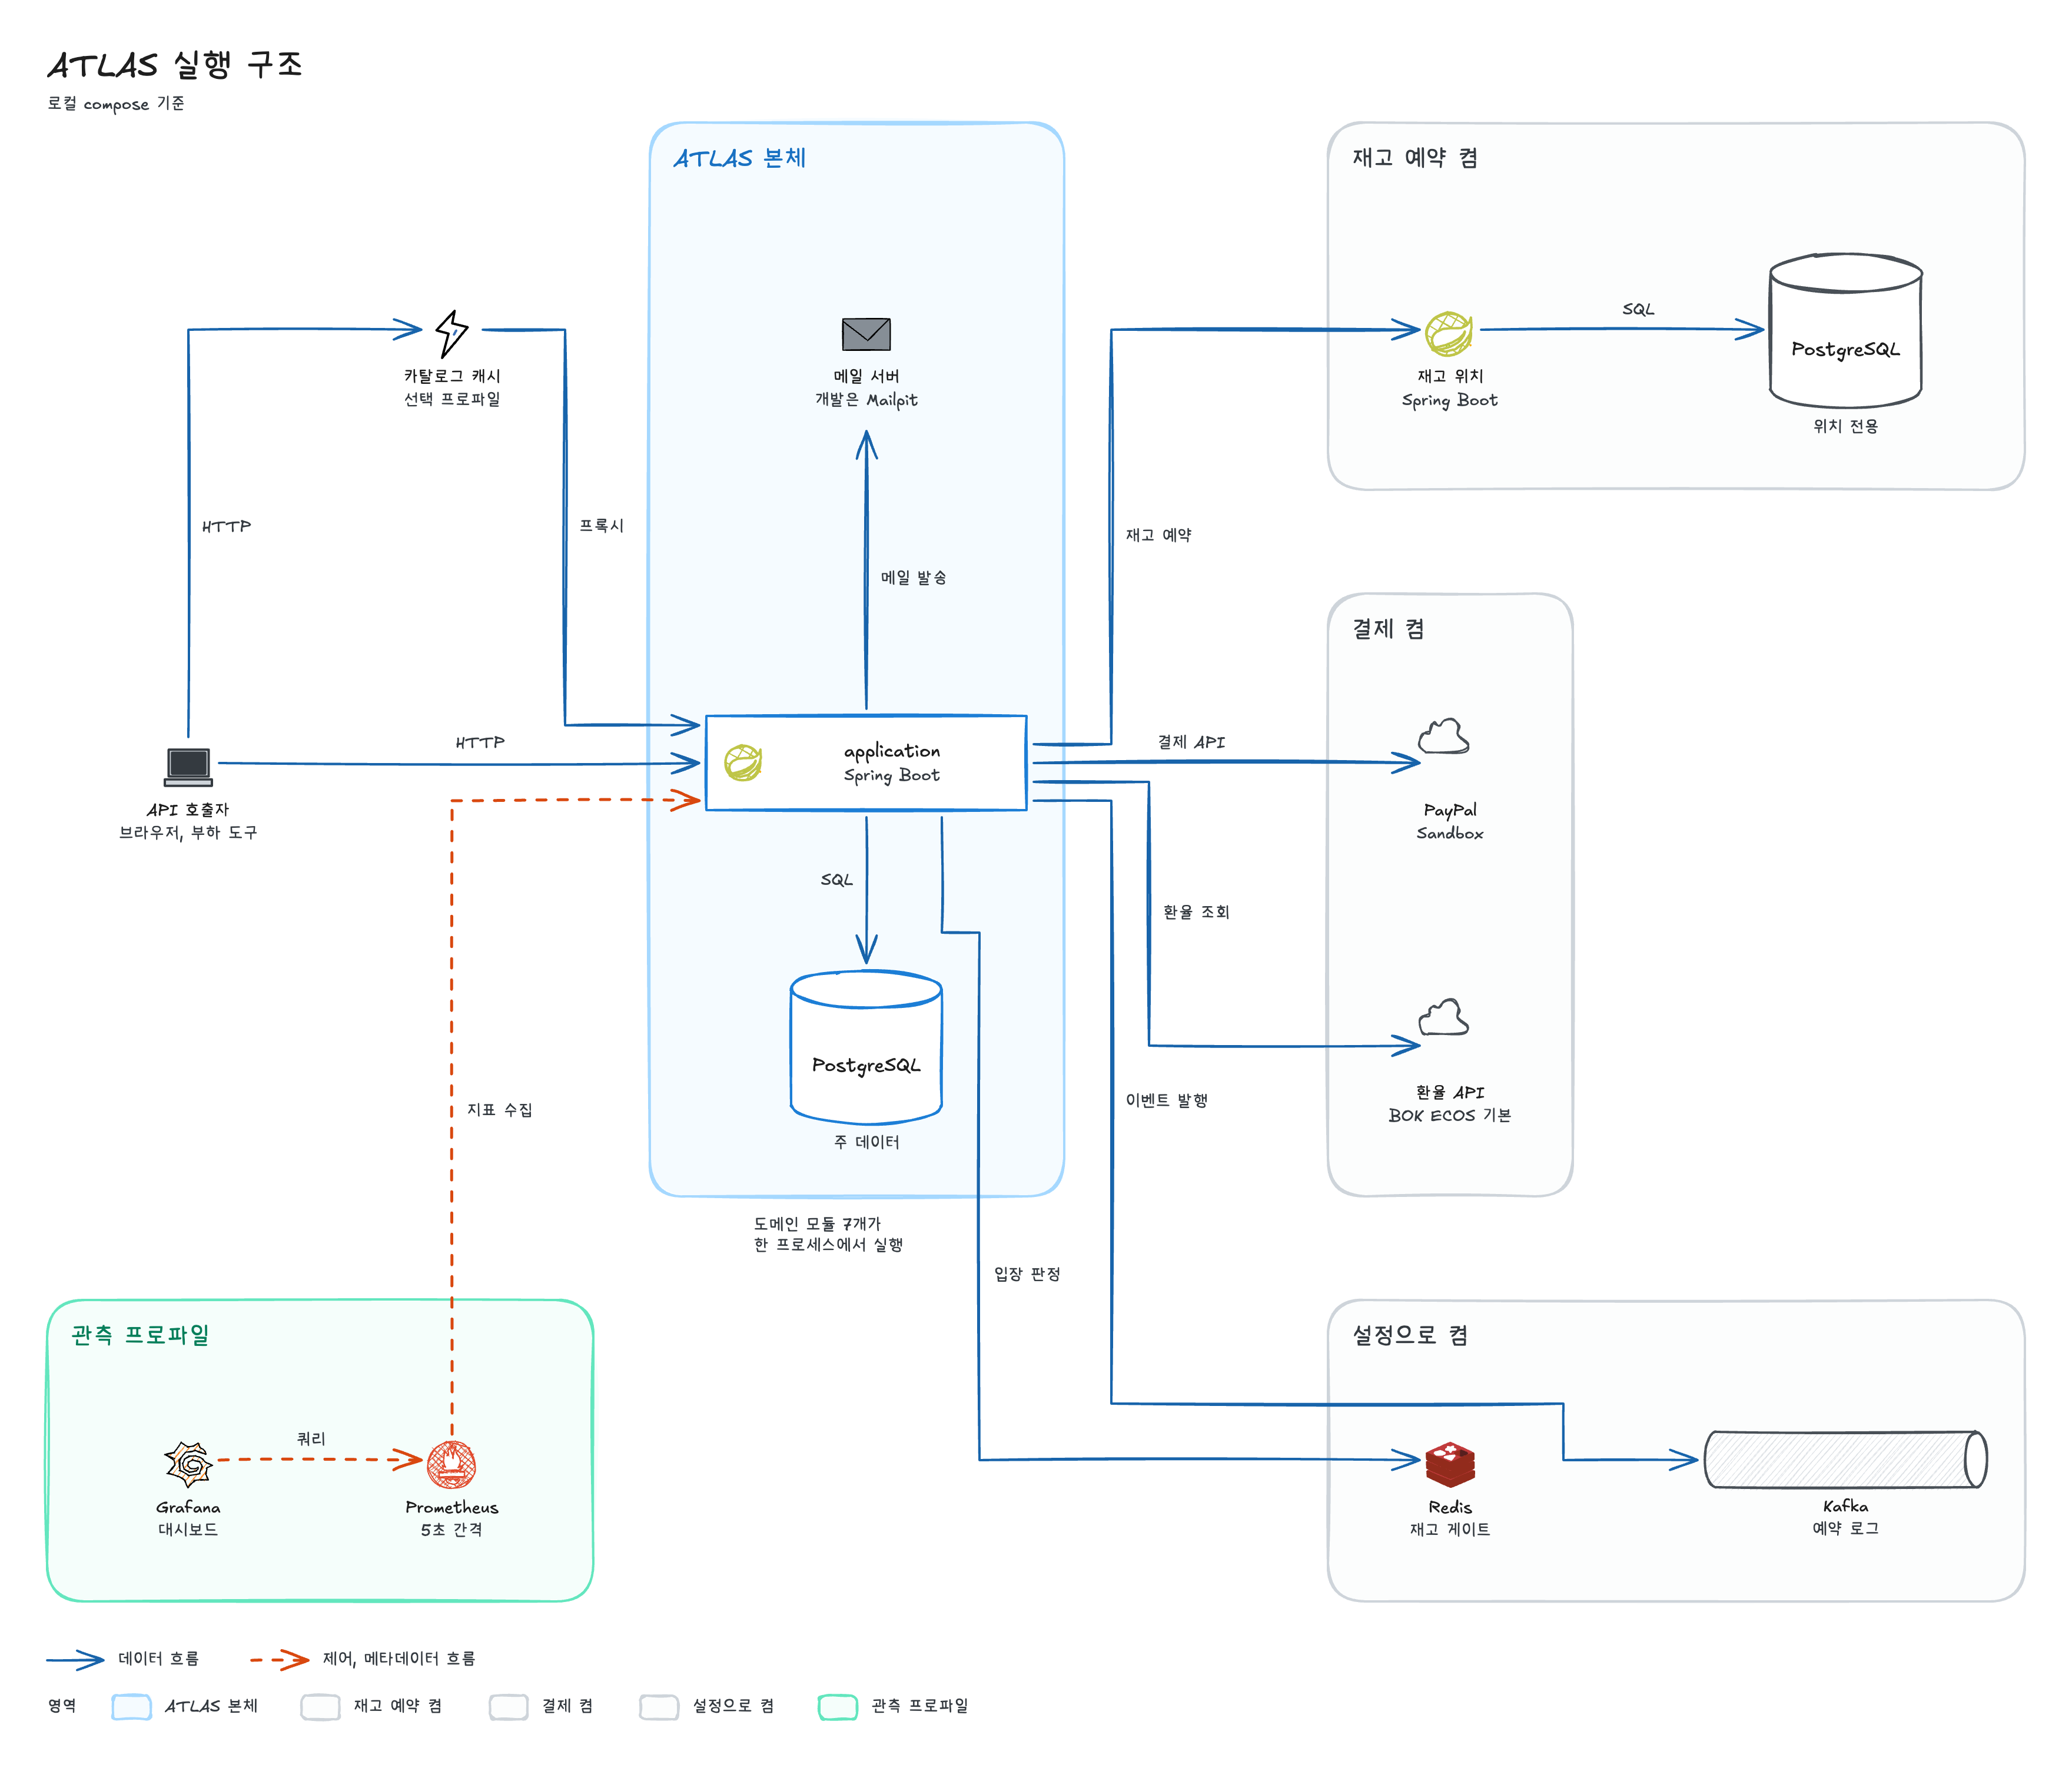 ATLAS 실행 구조
로컬 compose 기준
ATLAS 본체
재고 예약 켬
카탈로그 캐시
선택 프로파일
메일 서버
개발은 Mailpit
재고 위치
Spring Boot
SQL
PostgreSQL
위치 전용
HTTP
프록시
메일 발송
재고 예약
결제 켬
API 호출자
브라우저, 부하 도구
HTTP
application
Spring Boot
결제 API
PayPal
Sandbox
SQL
환율 조회
PostgreSQL
주 데이터
지표 수집
이벤트 발행
환율 API
BOK ECOS 기본
도메인 모듈 7개가
한 프로세스에서 실행
입장 판정
관측 프로파일
쿼리
Grafana
대시보드
Prometheus
5초 간격
설정으로 켬
Redis
재고 게이트
Kafka
예약 로그
데이터 흐름
제어, 메타데이터 흐름
영역
ATLAS 본체
재고 예약 켬
결제 켬
설정으로 켬
관측 프로파일